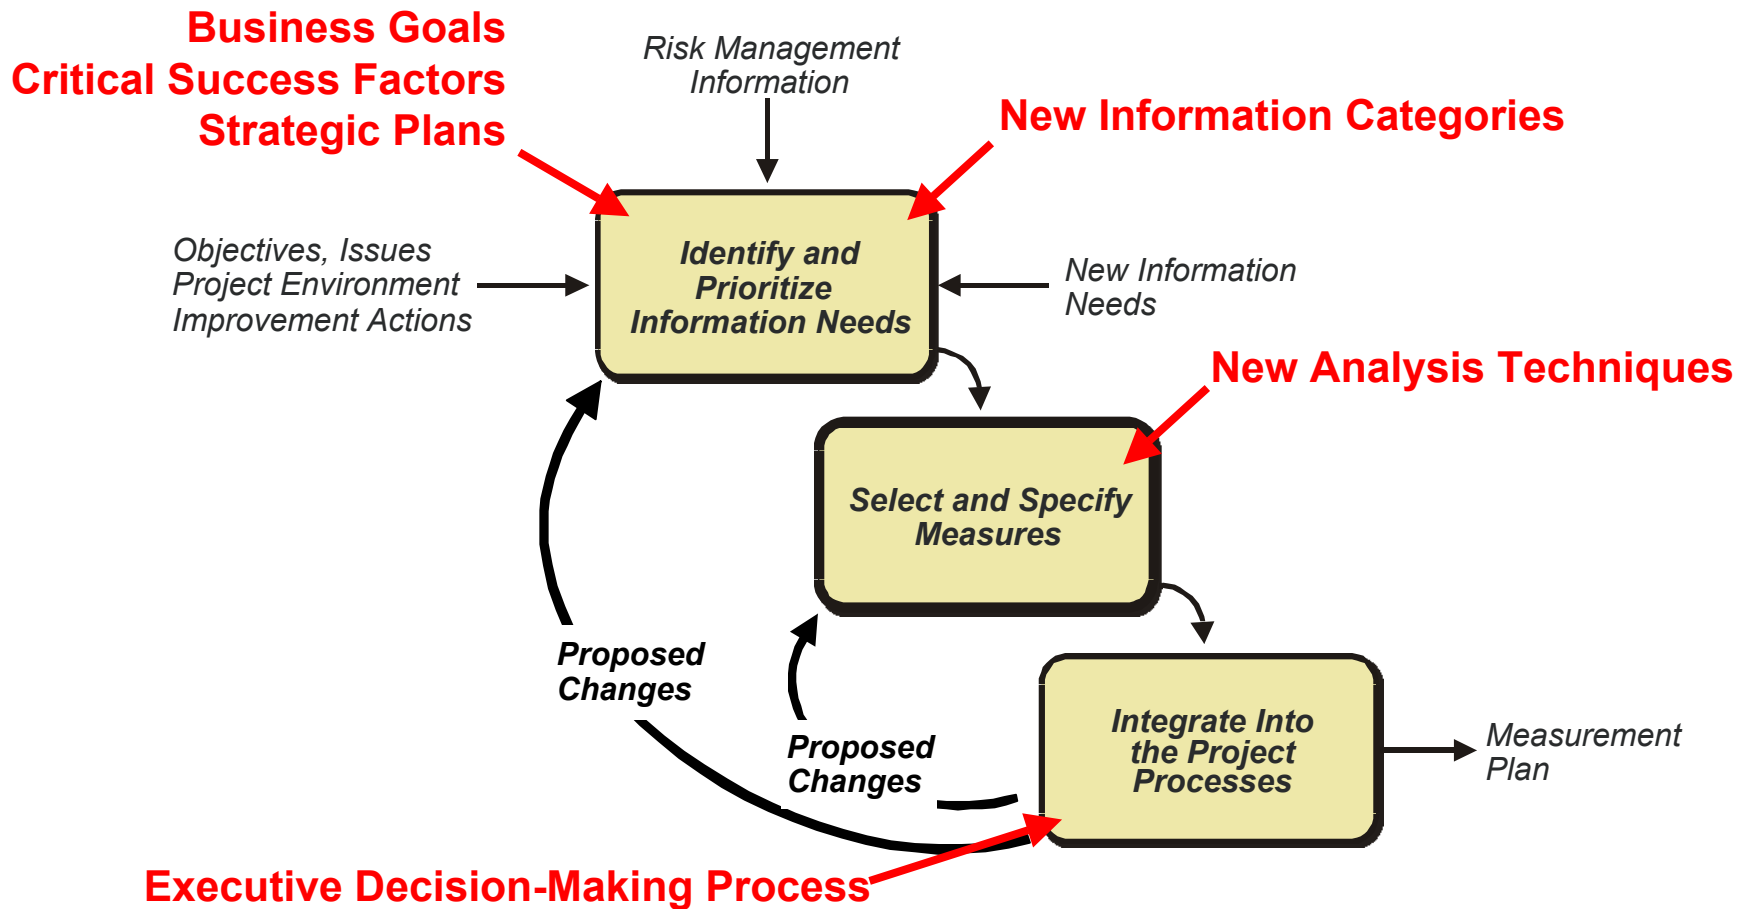 Business Goals
Critical Success Factors
Strategic Plans
Risk Management
Information
New Information Categories
Objectives, Issues
Project Environment
Improvement Actions
Identify and
Prioritize
Information Needs
New Information
Needs
New Analysis Techniques
Select and Specify
Measures
Proposed
Changes
Proposed
Changes
Integrate Into
the Project
Processes
Measurement
Plan
Executive Decision-Making Process